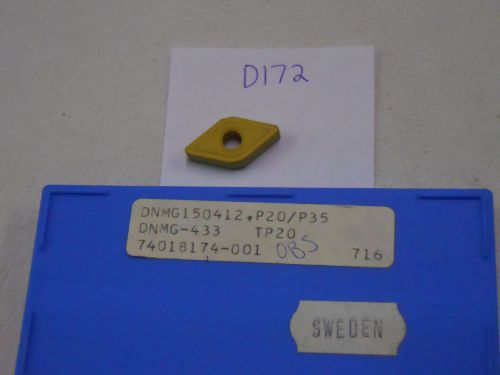 D172
DNMG150412,P20/P35
DNMG-433 TP20
74018174-001 OBS 716
SWEDEN